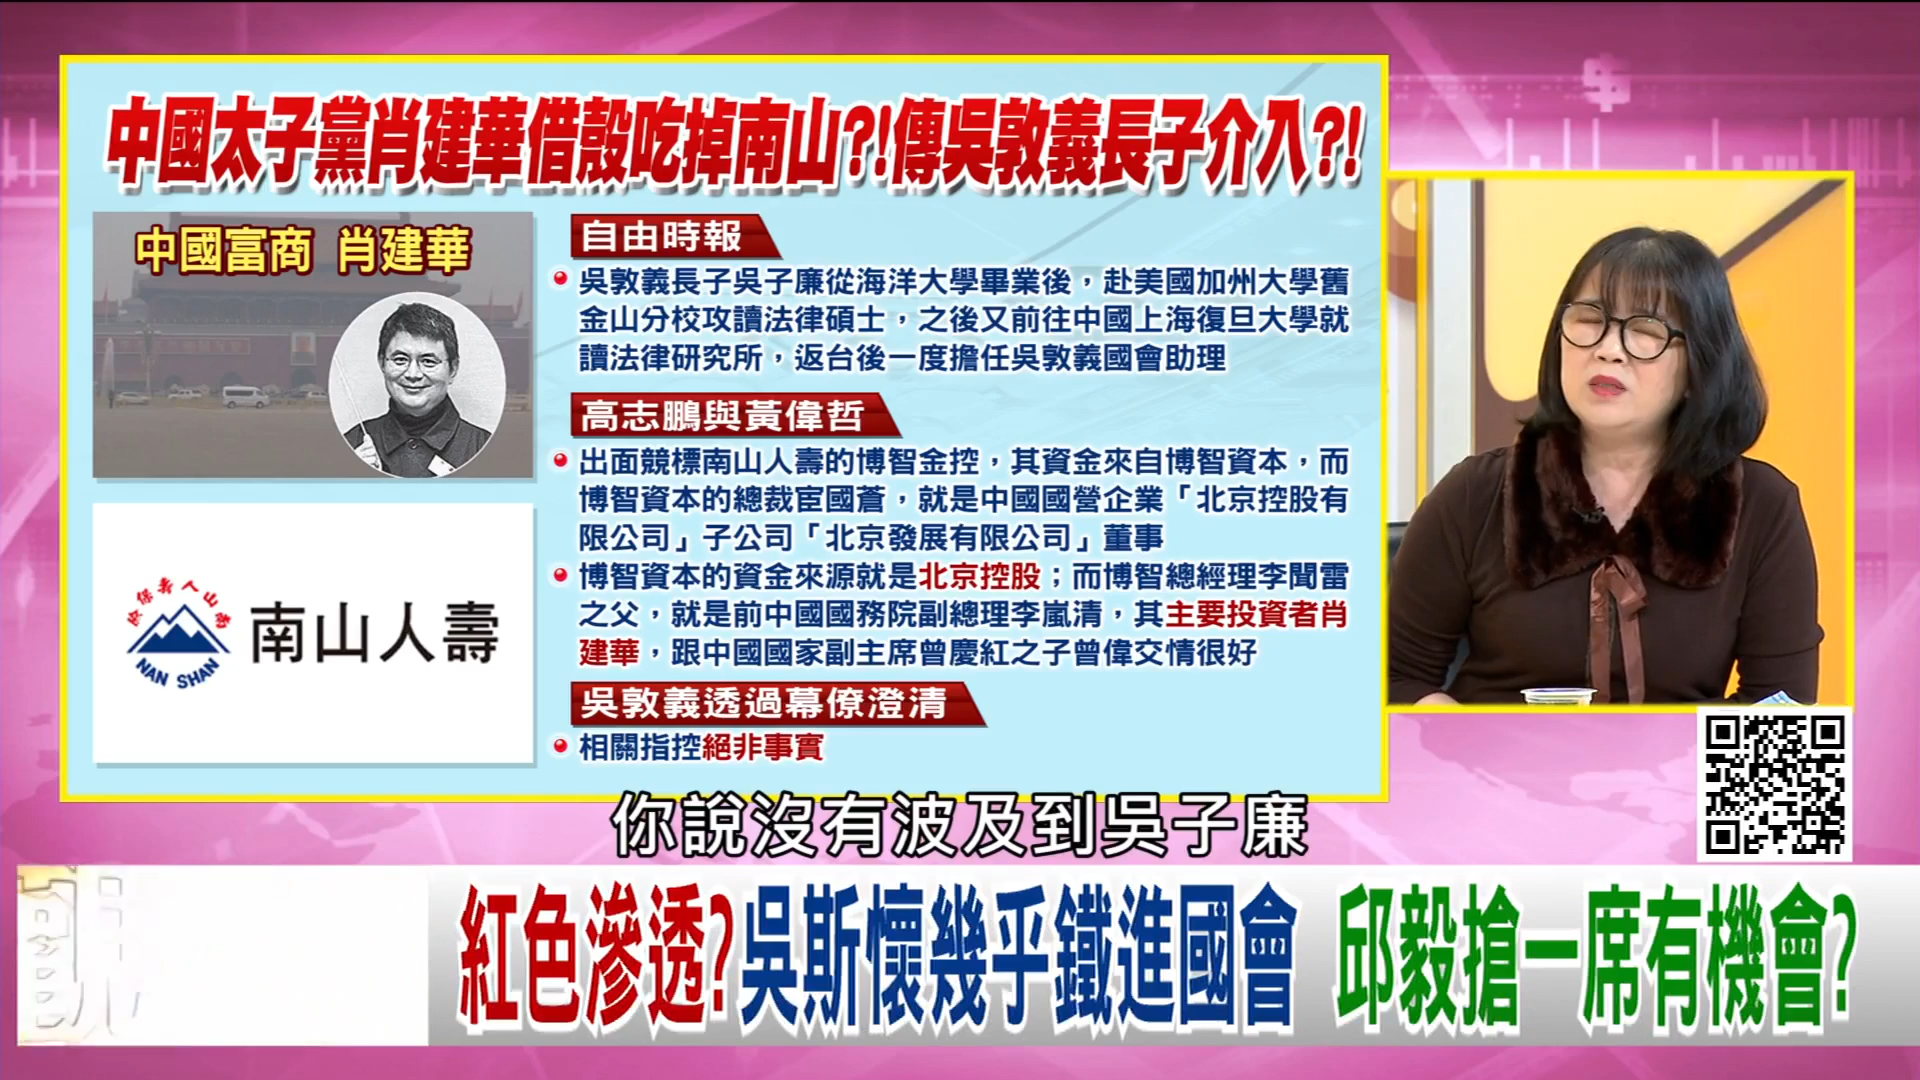 中國太子黨肖建華借殼吃掉南山?!傳吳敦義長子介入?!
中國富商 肖建華
自由時報
吳敦義長子吳子廉從海洋大學畢業後，赴美國加州大學舊
金山分校攻讀法律碩士，之後又前往中國上海復旦大學就
讀法律研究所，返台後一度擔任吳敦義國會助理
高志鵬與黃偉哲
出面競標南山人壽的博智金控，其資金來自博智資本，而
博智資本的總裁宦國蒼，就是中國國營企業「北京控股有
限公司」子公司「北京發展有限公司」董事
博智資本的資金來源就是北京控股；而博智總經理李聞雷
之父，就是前中國國務院副總理李嵐清，其主要投資者肖
建華，跟中國國家副主席曾慶紅之子曾偉交情很好
吳敦義透過幕僚澄清
相關指控絕非事實
險保壽人山南
NAN SHAN
南山人壽
你說沒有波及到吳子廉
紅色滲透?吳斯懷幾乎鐵進國會 邱毅搶一席有機會?